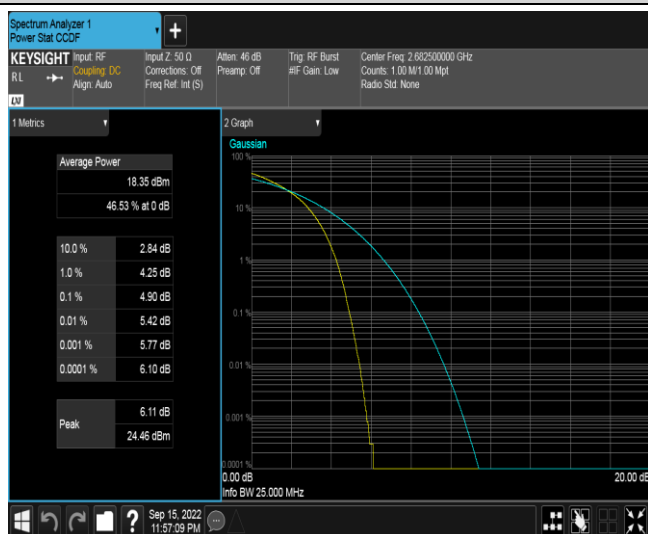 Spectrum Analyzer 1
Power Stat CCDF
KEYSIGHT
RL
LXI
Input: RF
Coupling: DC
Align: Auto
Input Z: 50 Ω
Corrections: Off
Freq Ref: Int (S)
Atten: 46 dB
Preamp: Off
Trig: RF Burst
#IF Gain: Low
Center Freq: 2.682500000 GHz
Counts: 1.00 M/1.00 Mpt
Radio Std: None
1 Metrics
Average Power
18.35 dBm
46.53 % at 0 dB
10.0 % 2.84 dB
1.0 % 4.25 dB
0.1 % 4.90 dB
0.01 % 5.42 dB
0.001 % 5.77 dB
0.0001 % 6.10 dB
Peak
6.11 dB
24.46 dBm
2 Graph
Gaussian
100 %
10 %
1 %
0.1 %
0.01 %
0.001 %
0.0001 %
0.00 dB 20.00 dB
Info BW 25.000 MHz
?
Sep 15, 2022
11:57:09 PM